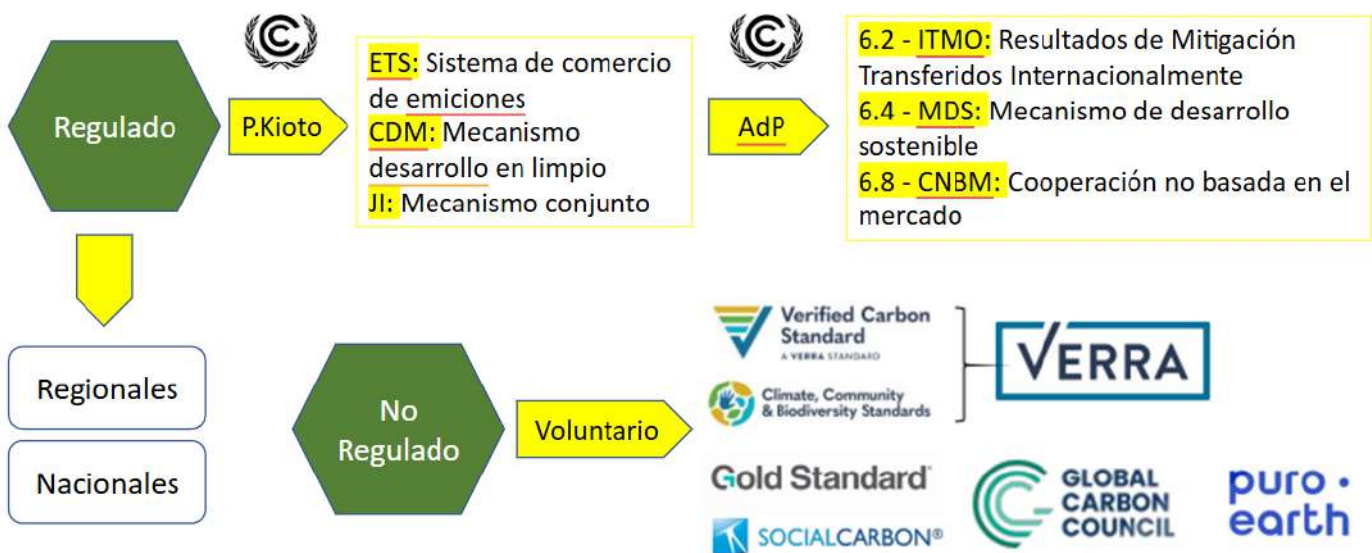 Regulado
P.Kioto
ETS: Sistema de comercio
de emiciones
CDM: Mecanismo
desarrollo en limpio
JI: Mecanismo conjunto
AdP
6.2 - ITMO: Resultados de Mitigación
Transferidos Internacionalmente
6.4 - MDS: Mecanismo de desarrollo
sostenible
6.8 - CNBM: Cooperación no basada en el
mercado
Regionales
Nacionales
No
Regulado
Voluntario
Verified Carbon
Standard
A VERRA STANDARD
Climate, Community
& Biodiversity Standards
VERRA
Gold Standard
SOCIALCARBON®
GLOBAL
CARBON
COUNCIL
puro·
earth